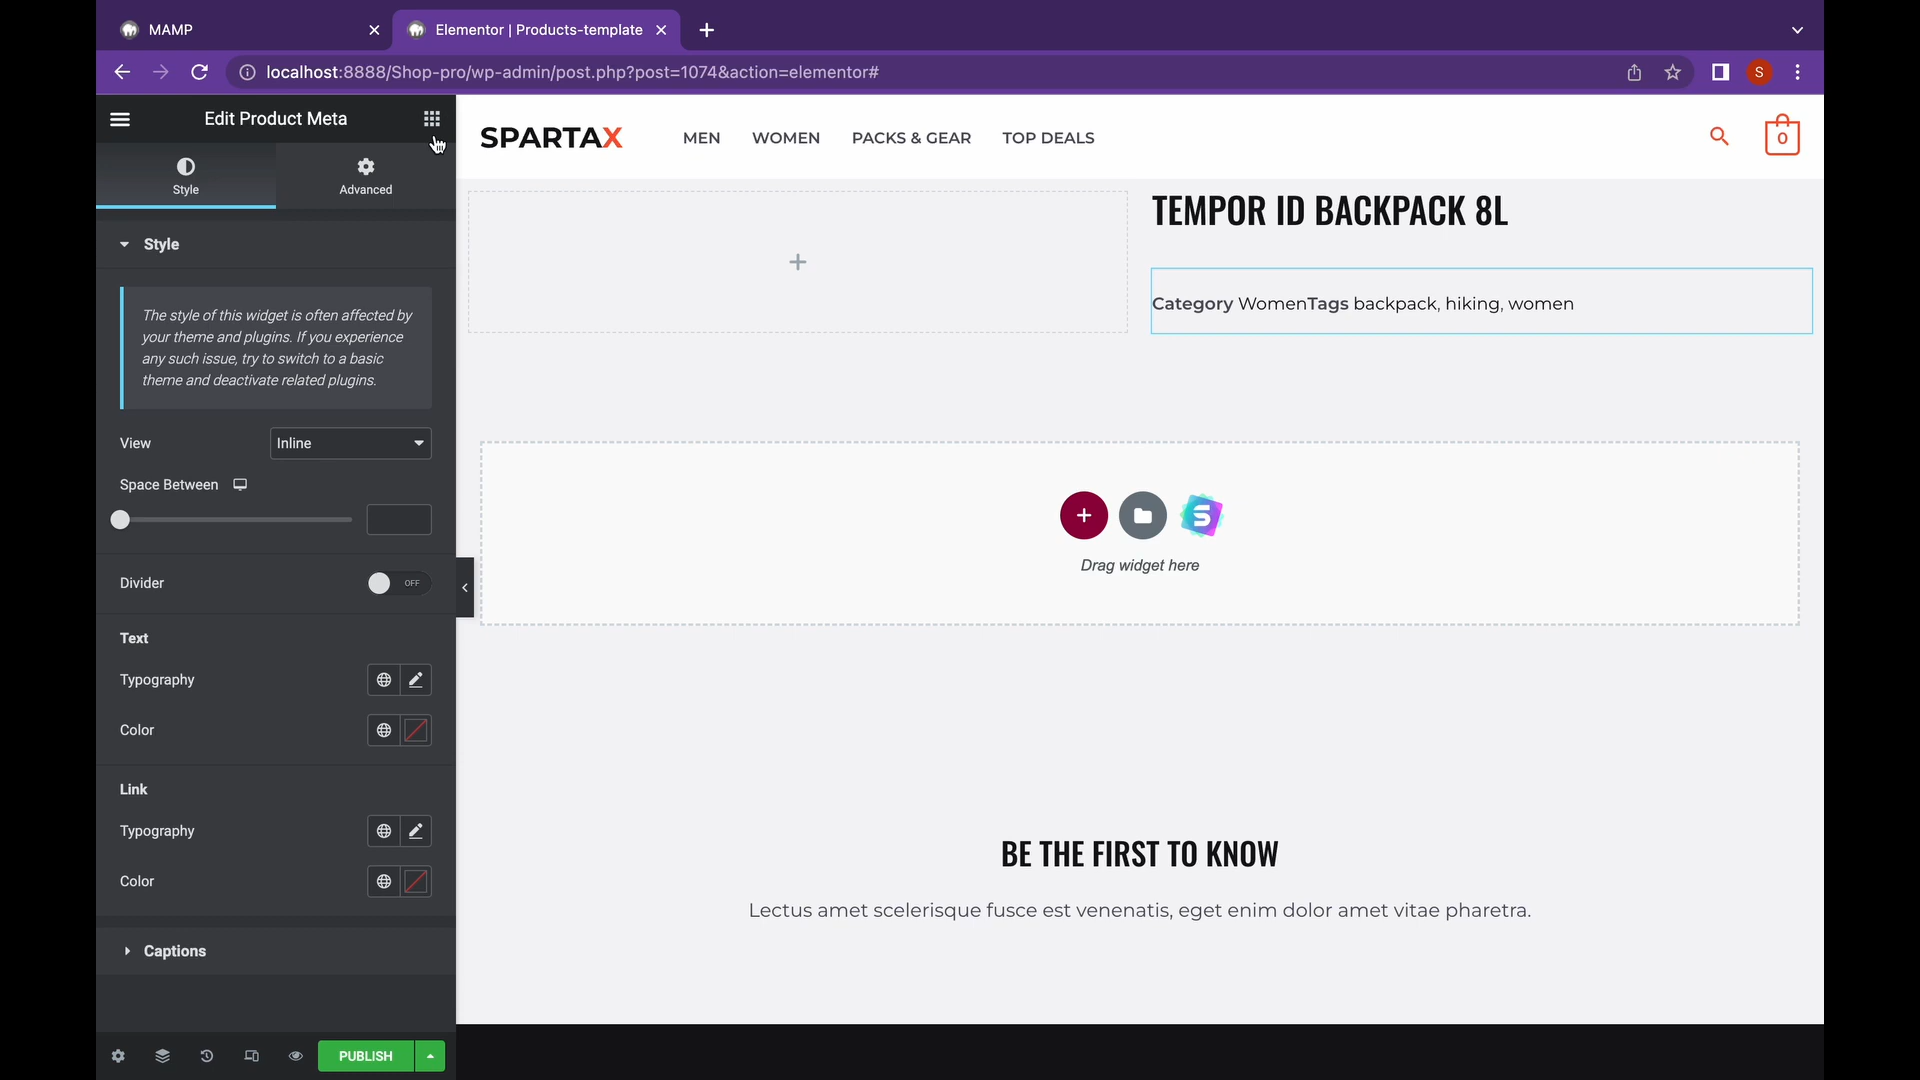 MAMP
Elementor | Products-template
localhost:8888/Shop-pro/wp-admin/post.php?post=1074&action=elementor#
S
Edit Product Meta
Style
Advanced
Style
The style of this widget is often affected by
your theme and plugins. If you experience
any such issue, try to switch to a basic
theme and deactivate related plugins.
View
Inline
Space Between
Divider
OFF
Text
Typography
Color
Link
Typography
Color
Captions
PUBLISH
SPARTAX
MEN
WOMEN
PACKS & GEAR
TOP DEALS
0
TEMPOR ID BACKPACK 8L
Category WomenTags backpack, hiking, women
S
Drag widget here
BE THE FIRST TO KNOW
Lectus amet scelerisque fusce est venenatis, eget enim dolor amet vitae pharetra.